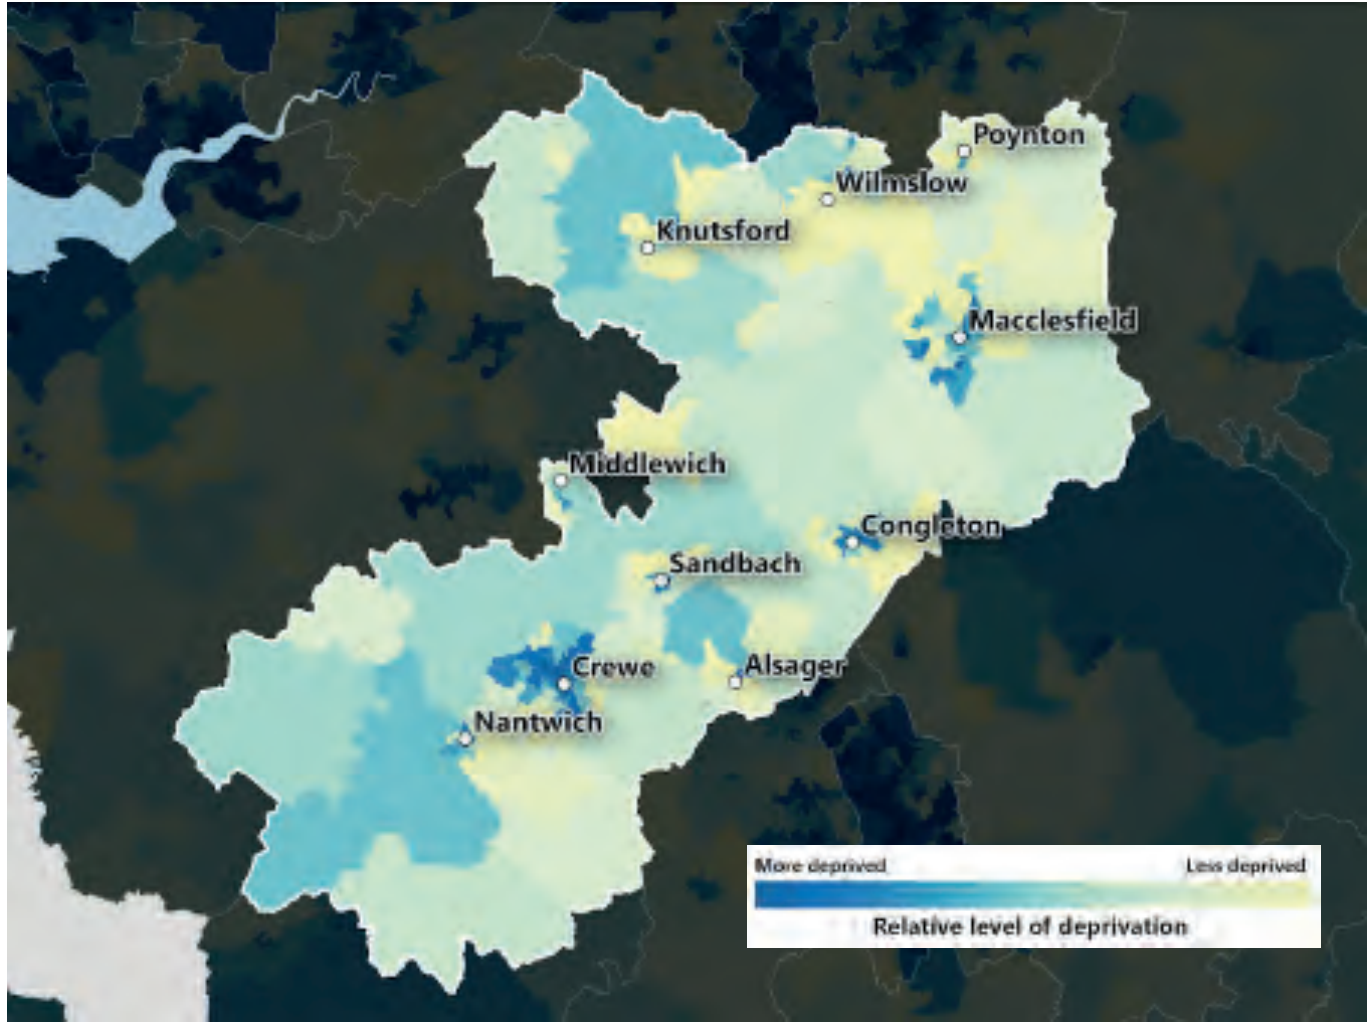 Poynton
Wilmslow
Knutsford
Macclesfield
Middlewich
Congleton
Sandbach
Crewe
Alsager
Nantwich
More deprived
Less deprived
Relative level of deprivation